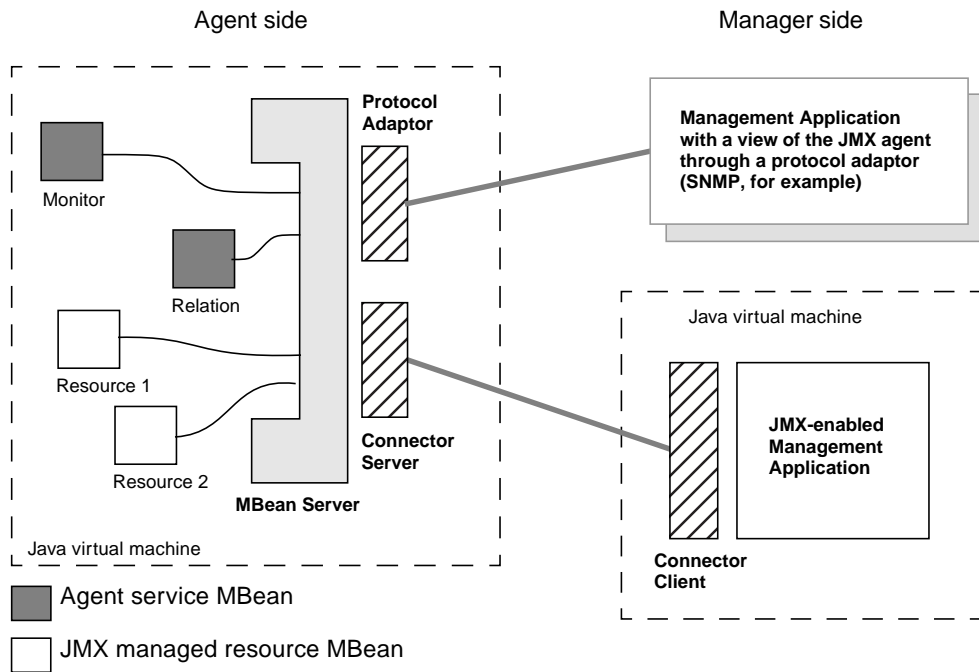 Agent side
Manager side
Protocol
Adaptor
Monitor
Relation
Resource 1
Resource 2
MBean Server
Connector
Server
Java virtual machine
Management Application
with a view of the JMX agent
through a protocol adaptor
(SNMP, for example)
Java virtual machine
JMX-enabled
Management
Application
Connector
Client
Agent service MBean
JMX managed resource MBean